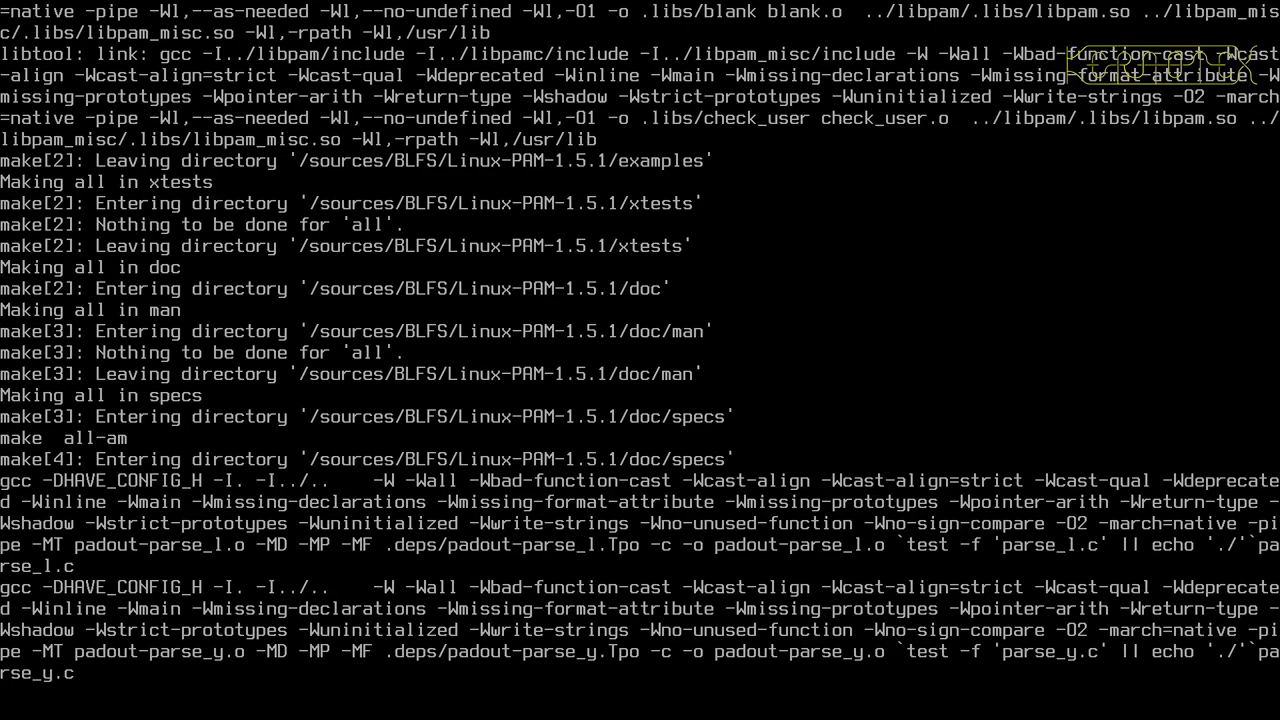 =native -pipe -Wl,--as-needed -Wl,--no-undefined -Wl,-O1 -o .libs/blank blank.o  ../libpam/.libs/libpam.so ../libpam_mis
c/.libs/libpam_misc.so -Wl,-rpath -Wl,/usr/lib
libtool: link: gcc -I../libpam/include -I../libpamc/include -I../libpam_misc/include -W -Wall -Wbad-function-cast -Wcast
-align -Wcast-align=strict -Wcast-qual -Wdeprecated -Winline -Wmain -Wmissing-declarations -Wmissing-format-attribute -W
missing-prototypes -Wpointer-arith -Wreturn-type -Wshadow -Wstrict-prototypes -Wuninitialized -Wwrite-strings -O2 -march
=native -pipe -Wl,--as-needed -Wl,--no-undefined -Wl,-O1 -o .libs/check_user check_user.o  ../libpam/.libs/libpam.so ../
libpam_misc/.libs/libpam_misc.so -Wl,-rpath -Wl,/usr/lib
make[2]: Leaving directory '/sources/BLFS/Linux-PAM-1.5.1/examples'
Making all in xtests
make[2]: Entering directory '/sources/BLFS/Linux-PAM-1.5.1/xtests'
make[2]: Nothing to be done for 'all'.
make[2]: Leaving directory '/sources/BLFS/Linux-PAM-1.5.1/xtests'
Making all in doc
make[2]: Entering directory '/sources/BLFS/Linux-PAM-1.5.1/doc'
Making all in man
make[3]: Entering directory '/sources/BLFS/Linux-PAM-1.5.1/doc/man'
make[3]: Nothing to be done for 'all'.
make[3]: Leaving directory '/sources/BLFS/Linux-PAM-1.5.1/doc/man'
Making all in specs
make[3]: Entering directory '/sources/BLFS/Linux-PAM-1.5.1/doc/specs'
make  all-am
make[4]: Entering directory '/sources/BLFS/Linux-PAM-1.5.1/doc/specs'
gcc -DHAVE_CONFIG_H -I. -I../..    -W -Wall -Wbad-function-cast -Wcast-align -Wcast-align=strict -Wcast-qual -Wdeprecate
d -Winline -Wmain -Wmissing-declarations -Wmissing-format-attribute -Wmissing-prototypes -Wpointer-arith -Wreturn-type -
Wshadow -Wstrict-prototypes -Wuninitialized -Wwrite-strings -Wno-unused-function -Wno-sign-compare -O2 -march=native -pi
pe -MT padout-parse_l.o -MD -MP -MF .deps/padout-parse_l.Tpo -c -o padout-parse_l.o `test -f 'parse_l.c' || echo './'`pa
rse_l.c
gcc -DHAVE_CONFIG_H -I. -I../..    -W -Wall -Wbad-function-cast -Wcast-align -Wcast-align=strict -Wcast-qual -Wdeprecate
d -Winline -Wmain -Wmissing-declarations -Wmissing-format-attribute -Wmissing-prototypes -Wpointer-arith -Wreturn-type -
Wshadow -Wstrict-prototypes -Wuninitialized -Wwrite-strings -Wno-unused-function -Wno-sign-compare -O2 -march=native -pi
pe -MT padout-parse_y.o -MD -MP -MF .deps/padout-parse_y.Tpo -c -o padout-parse_y.o `test -f 'parse_y.c' || echo './'`pa
rse_y.c